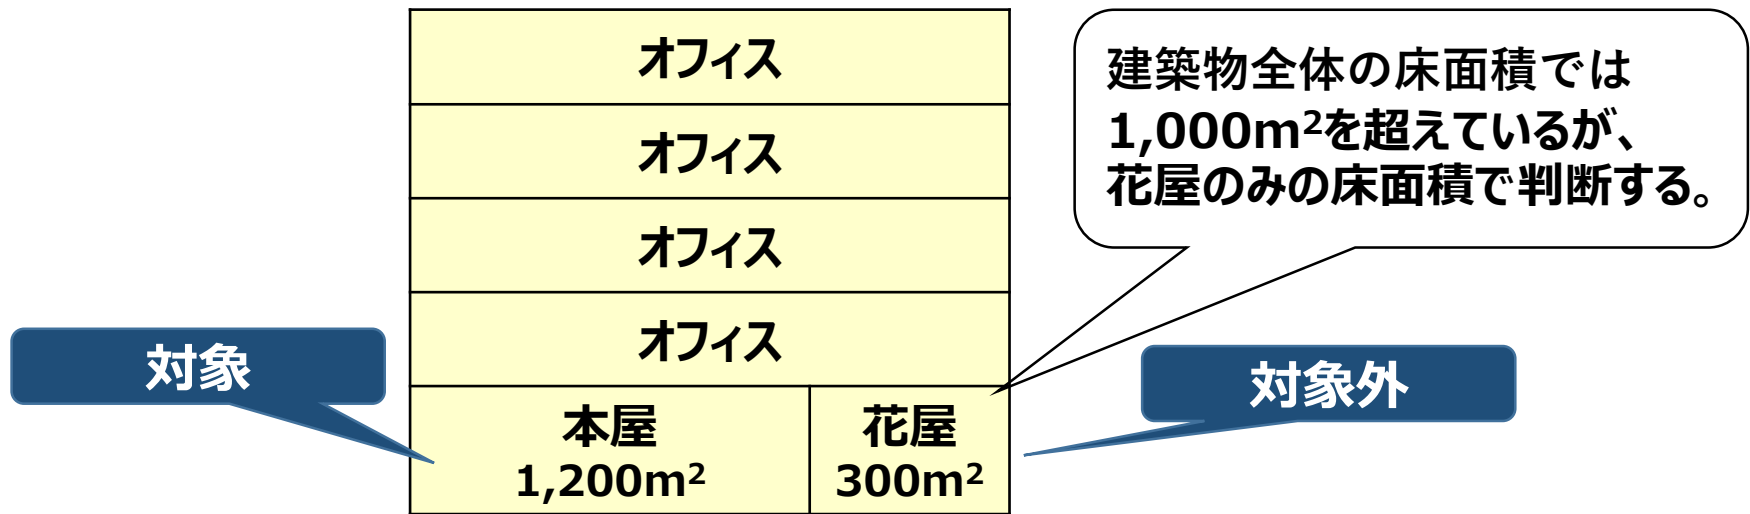 オフィス
オフィス
オフィス
オフィス
本屋
1,200m²
花屋
300m²
対象
対象外
建築物全体の床面積では
1,000m²を超えているが、
花屋のみの床面積で判断する。